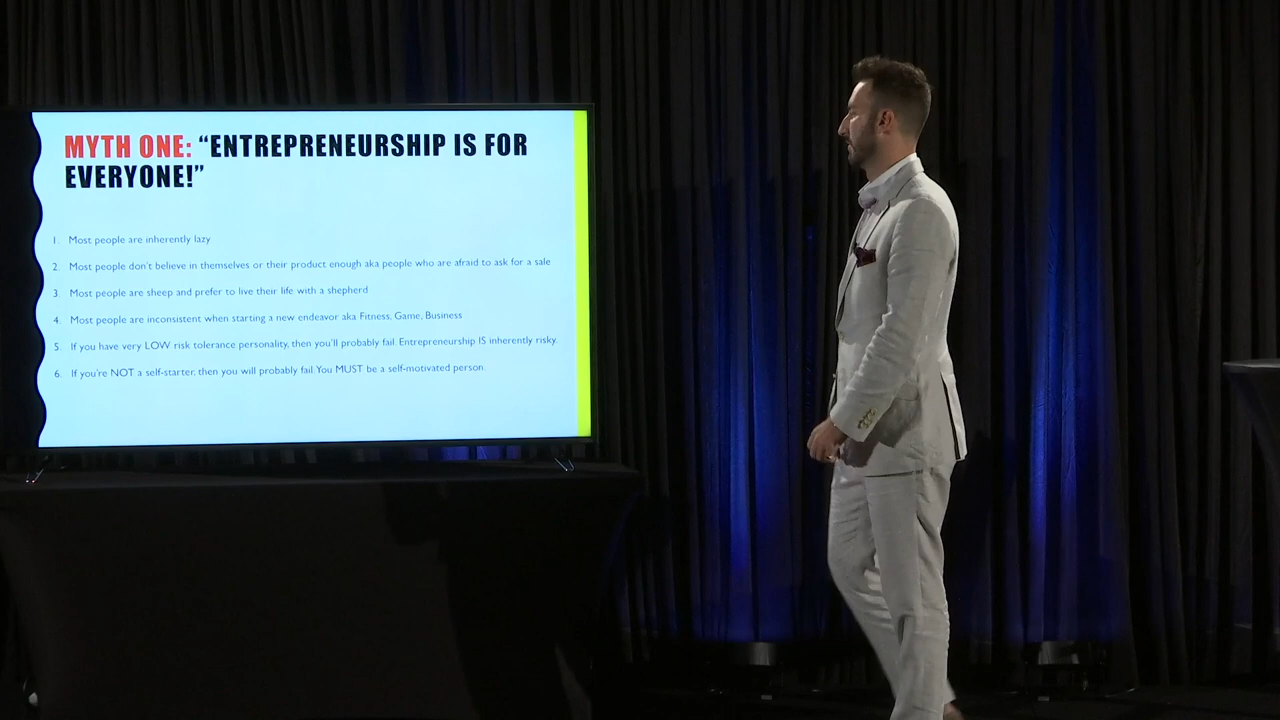 MYTH ONE: “ENTREPRENEURSHIP IS FOR
EVERYONE!”
1. Most people are inherently lazy
2. Most people don't believe in themselves or their product enough aka people who are afraid to ask for a sale
3. Most people are sheep and prefer to live their life with a shepherd
4. Most people are inconsistent when starting a new endeavor aka Fitness, Game, Business
5. If you have very LOW risk tolerance personality, then you'll probably fail. Entrepreneurship IS inherently risky.
6. If you're NOT a self-starter, then you will probably fail. You MUST be a self-motivated person.